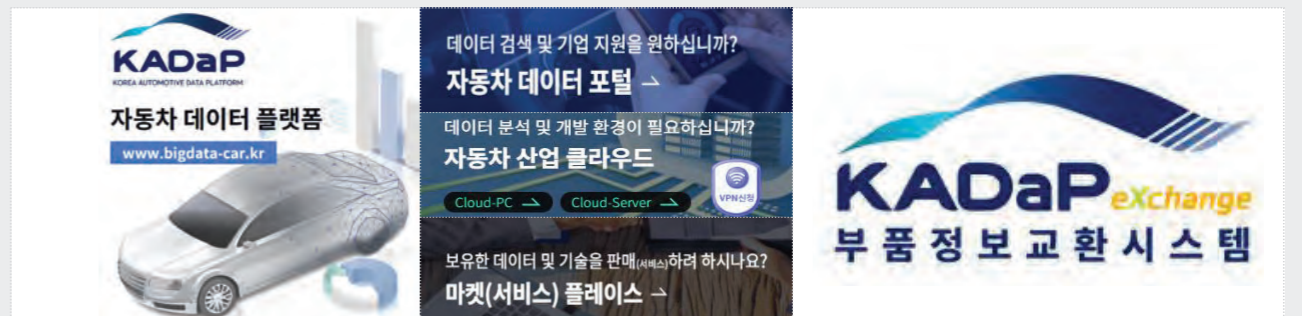 KADaP
KOREA AUTOMOTIVE DATA PLATFORM
자동차 데이터 플랫폼
www.bigdata-car.kr
데이터 검색 및 기업 지원을 원하십니까?
자동차 데이터 포털 →
데이터 분석 및 개발 환경이 필요하십니까?
자동차 산업 클라우드
Cloud-PC → Cloud-Server →
VPN신청
보유한 데이터 및 기술을 판매(서비스)하려 하시나요?
마켓(서비스) 플레이스 →
KADaP eXchange
부품정보교환시스템